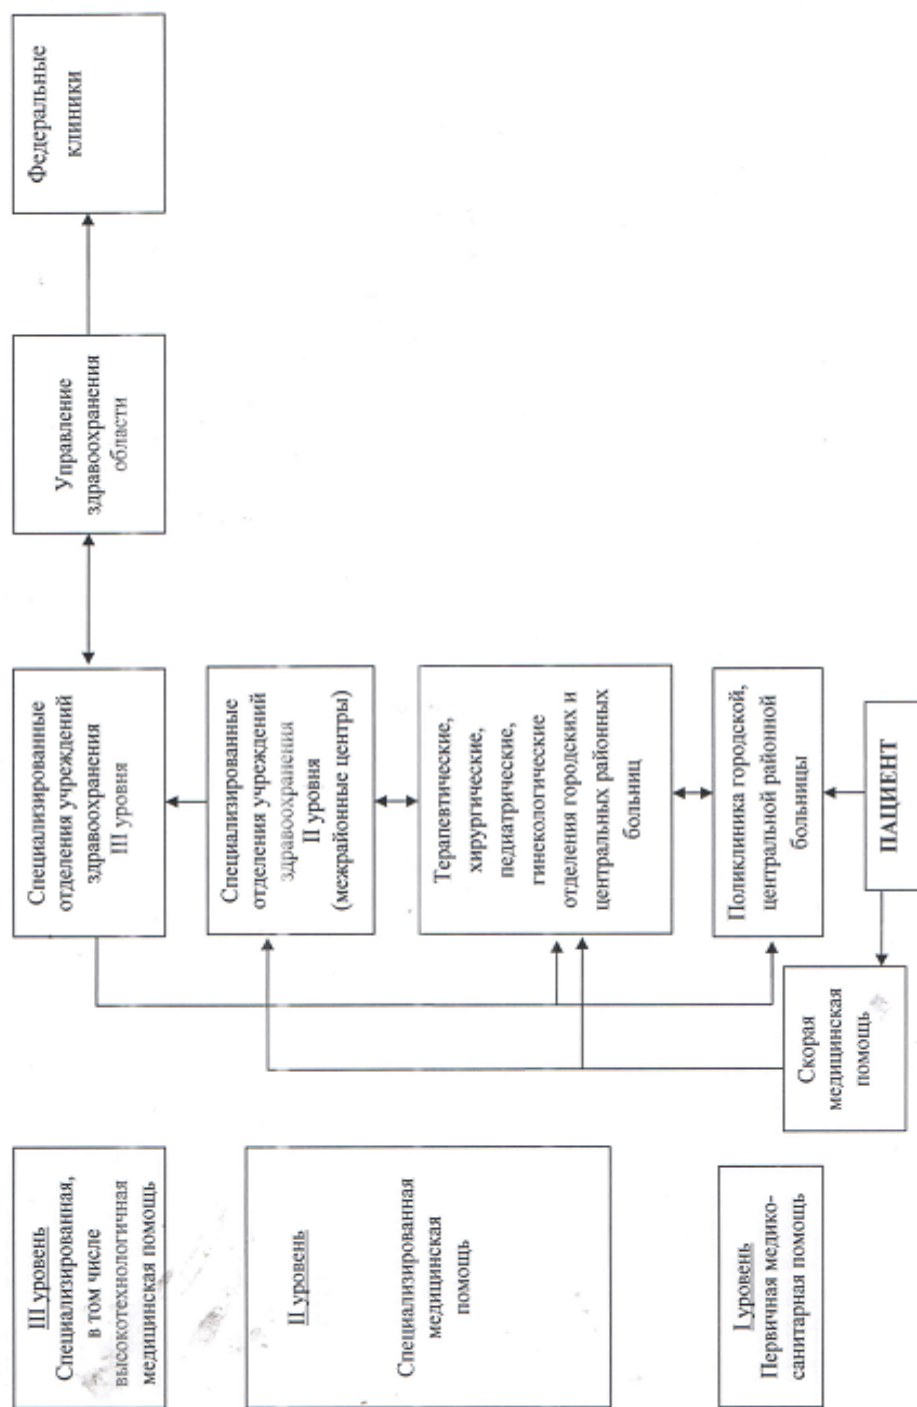 III уровень
Специализированная,
в том числе
высокотехнологичная
медицинская помощь
II уровень
Специализированная
медицинская
помощь
I уровень
Первичная медико-
санитарная помощь
Специализированные
отделения учреждений
здравоохранения
III уровня
Специализированные
отделения учреждений
здравоохранения
II уровня
(межрайонные центры)
Терапевтические,
хирургические,
педиатрические,
гинекологические
отделения городских и
центральных районных
больниц
Поликлиника городской,
центральной районной
больницы
Скорая
медицинская
помощь
ПАЦИЕНТ
Управление
здравоохранения
области
Федеральные
клиники